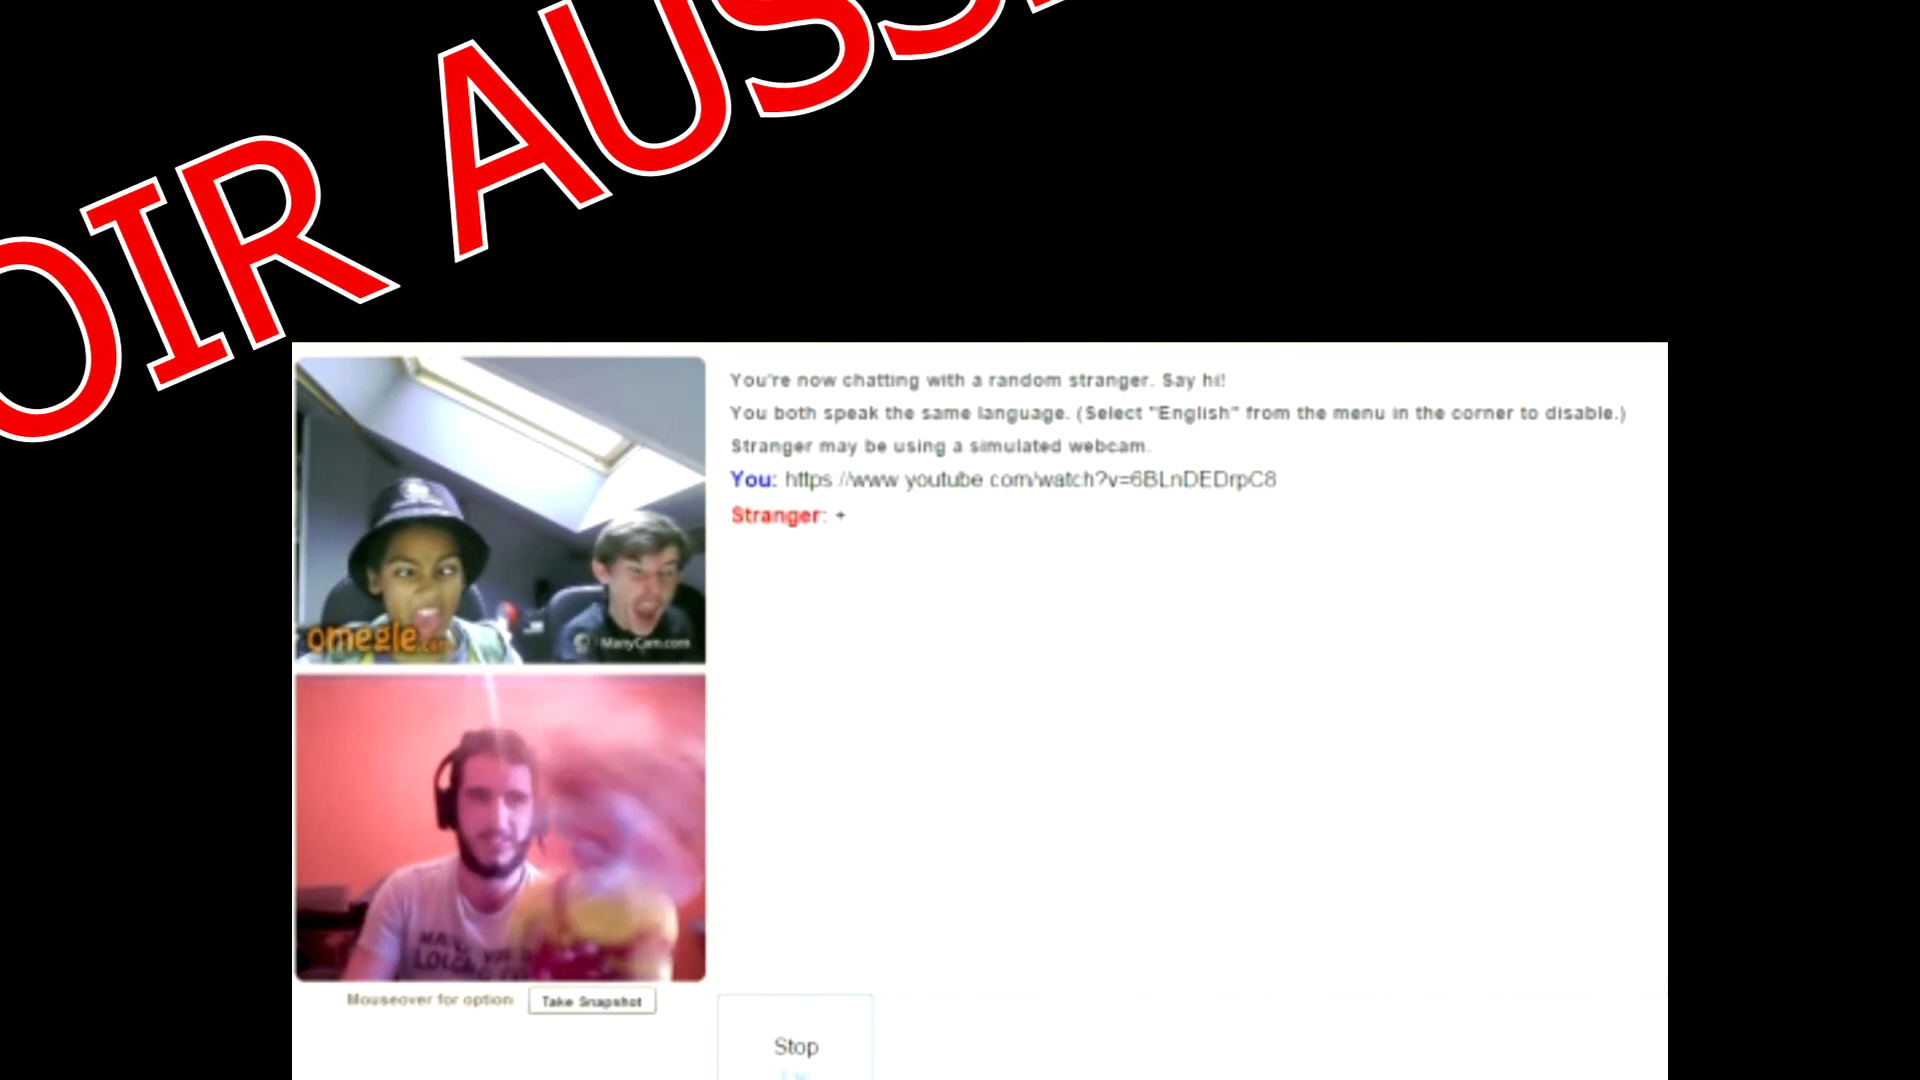 OIR AUSS
You're now chatting with a random stranger. Say hi!
You both speak the same language. (Select "English" from the menu in the corner to disable.)
Stranger may be using a simulated webcam.
You: https://www.youtube.com/watch?v=6BLnDEDrpC8
Stranger: +
omegle.com
ManyCam.com
Mouseover for option
Take Snapshot
Stop